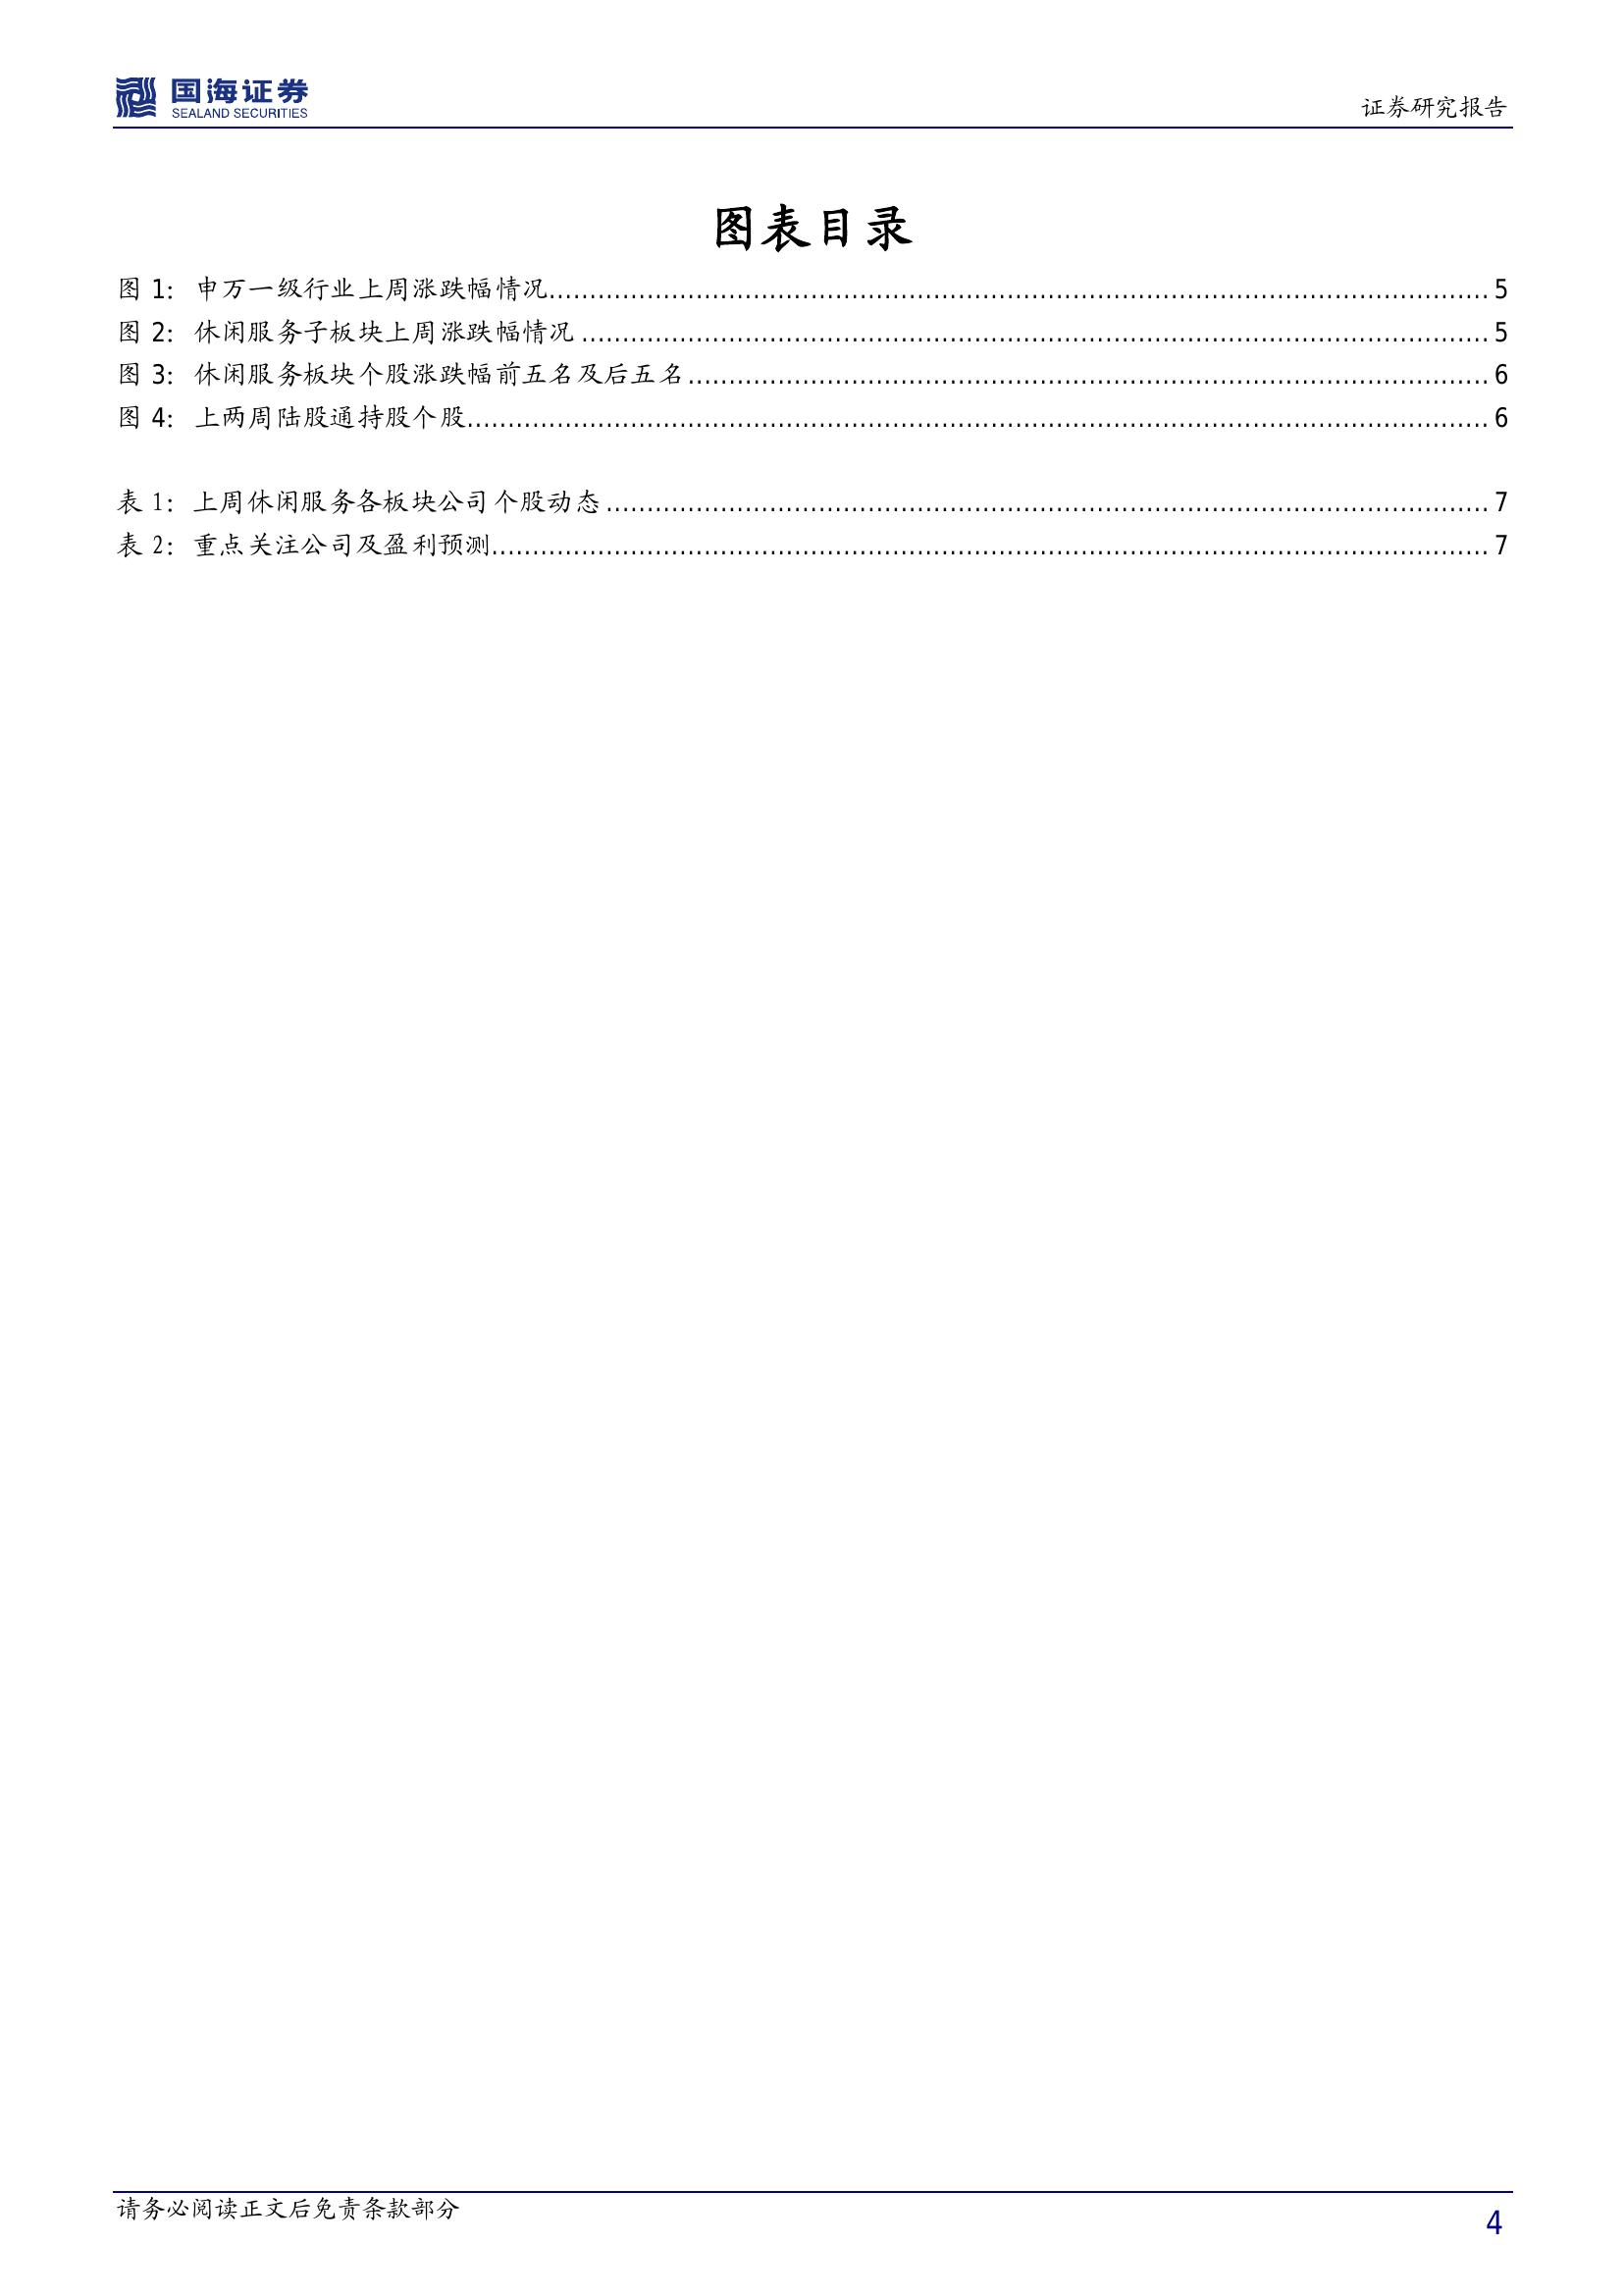 国海证券
SEALAND SECURITIES
证券研究报告
图表目录
图 1：申万一级行业上周涨跌幅情况........................................ 5
图 2：休闲服务子板块上周涨跌幅情况 ........................................ 5
图 3：休闲服务板块个股涨跌幅前五名及后五名........................................ 6
图 4：上两周陆股通持股个股........................................ 6
表 1：上周休闲服务各板块公司个股动态 ........................................ 7
表 2：重点关注公司及盈利预测........................................ 7
请务必阅读正文后免责条款部分
4